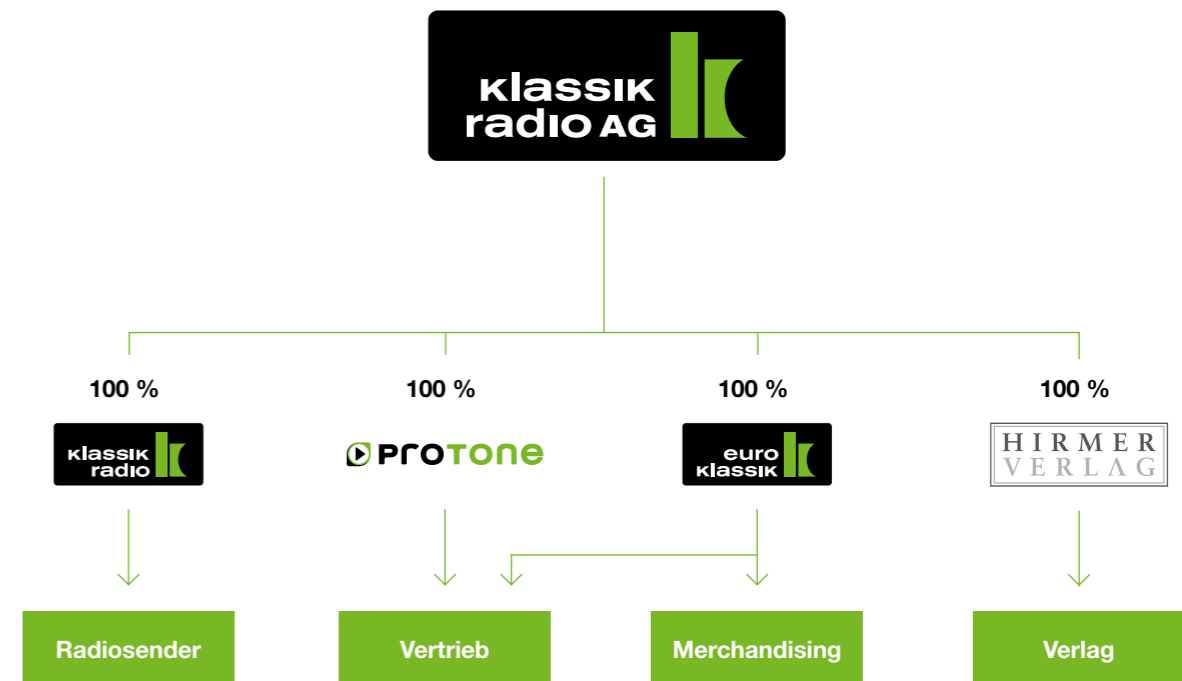 Klassik
radio AG
100 %
100 %
100 %
100 %
Klassik
radio
PROTONE
euro
Klassik
HIRMER
VERLAG
Radiosender
Vertrieb
Merchandising
Verlag